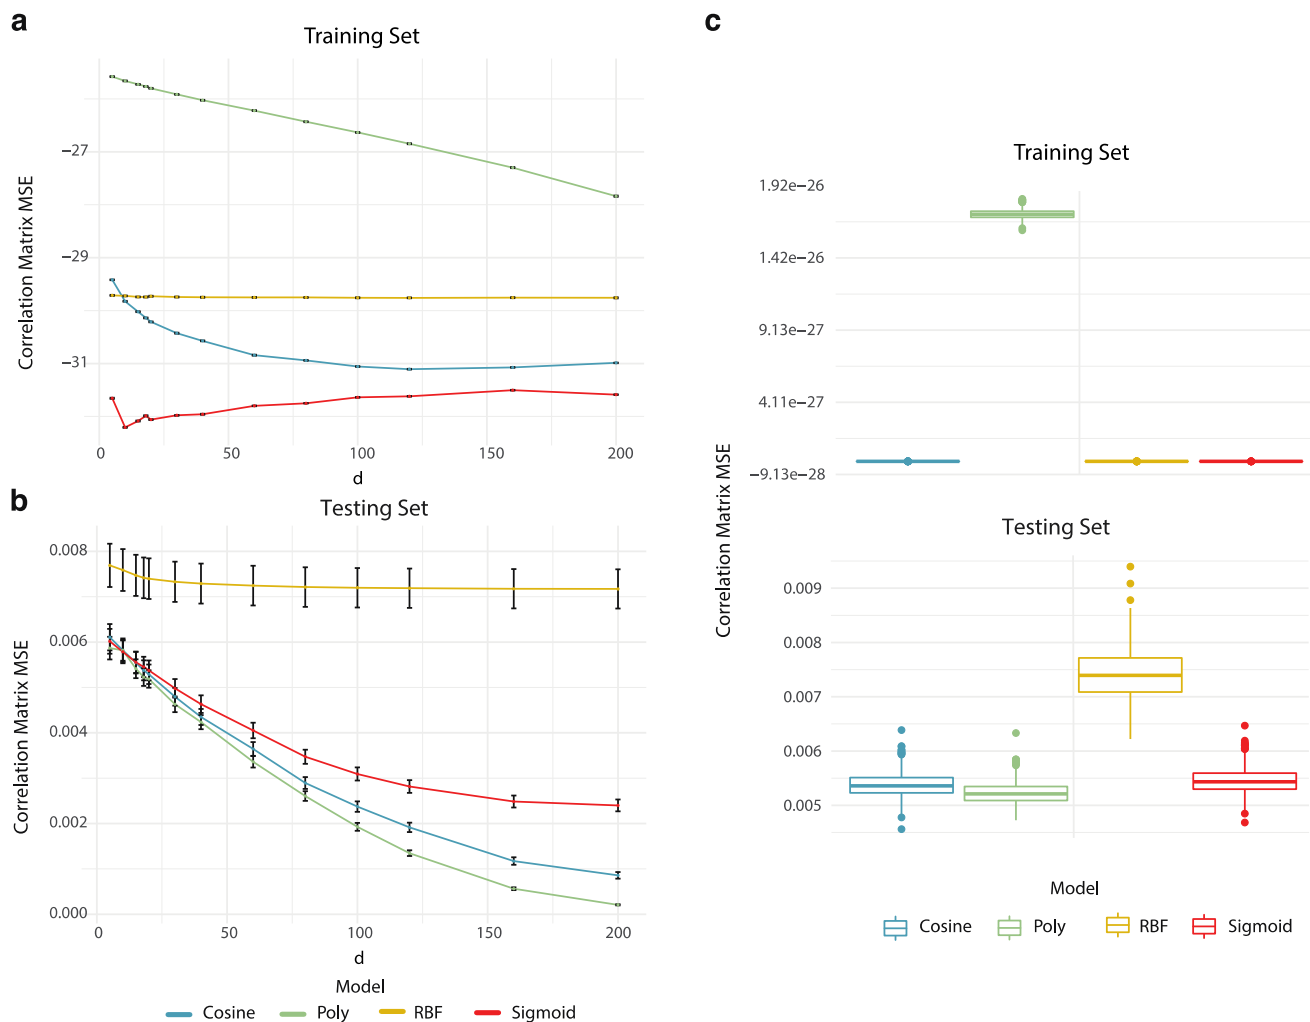 a
Training Set
Correlation Matrix MSE
−27
−29
−31
0 50 100 150 200
d
b
Testing Set
Correlation Matrix MSE
0.008
0.006
0.004
0.002
0.000
0 50 100 150 200
d
Model
Cosine Poly RBF Sigmoid
c
Training Set
Correlation Matrix MSE
1.92e−26
1.42e−26
9.13e−27
4.11e−27
−9.13e−28
Testing Set
0.009
0.008
0.007
0.006
0.005
Model
Cosine Poly RBF Sigmoid